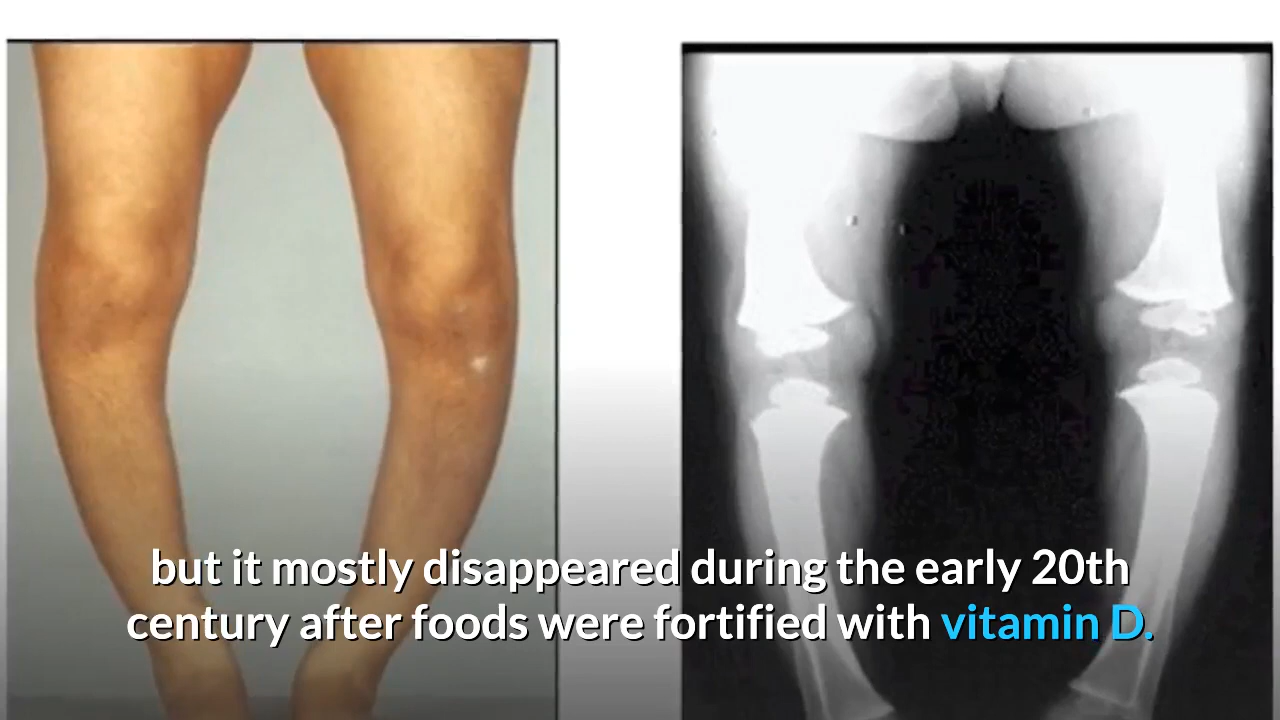 but it mostly disappeared during the early 20th
century after foods were fortified with vitamin D.